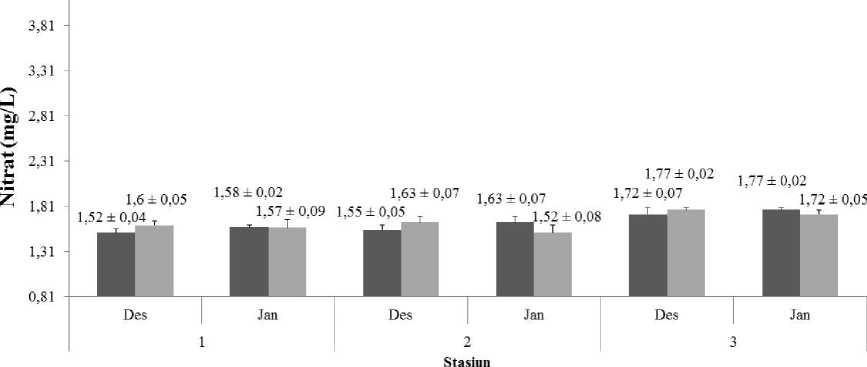 3,81
3,31
2,81
2,31
1,81
1,31
0,81
Nitrat (mg/L)
1,52 ± 0,04
1,6 ± 0,05
1,58 ± 0,02
1,57 ± 0,09
1,55 ± 0,05
1,63 ± 0,07
1,63 ± 0,07
1,52 ± 0,08
1,72 ± 0,07
1,77 ± 0,02
1,77 ± 0,02
1,72 ± 0,05
Des Jan Des Jan Des Jan
1 2 3
Stasiun